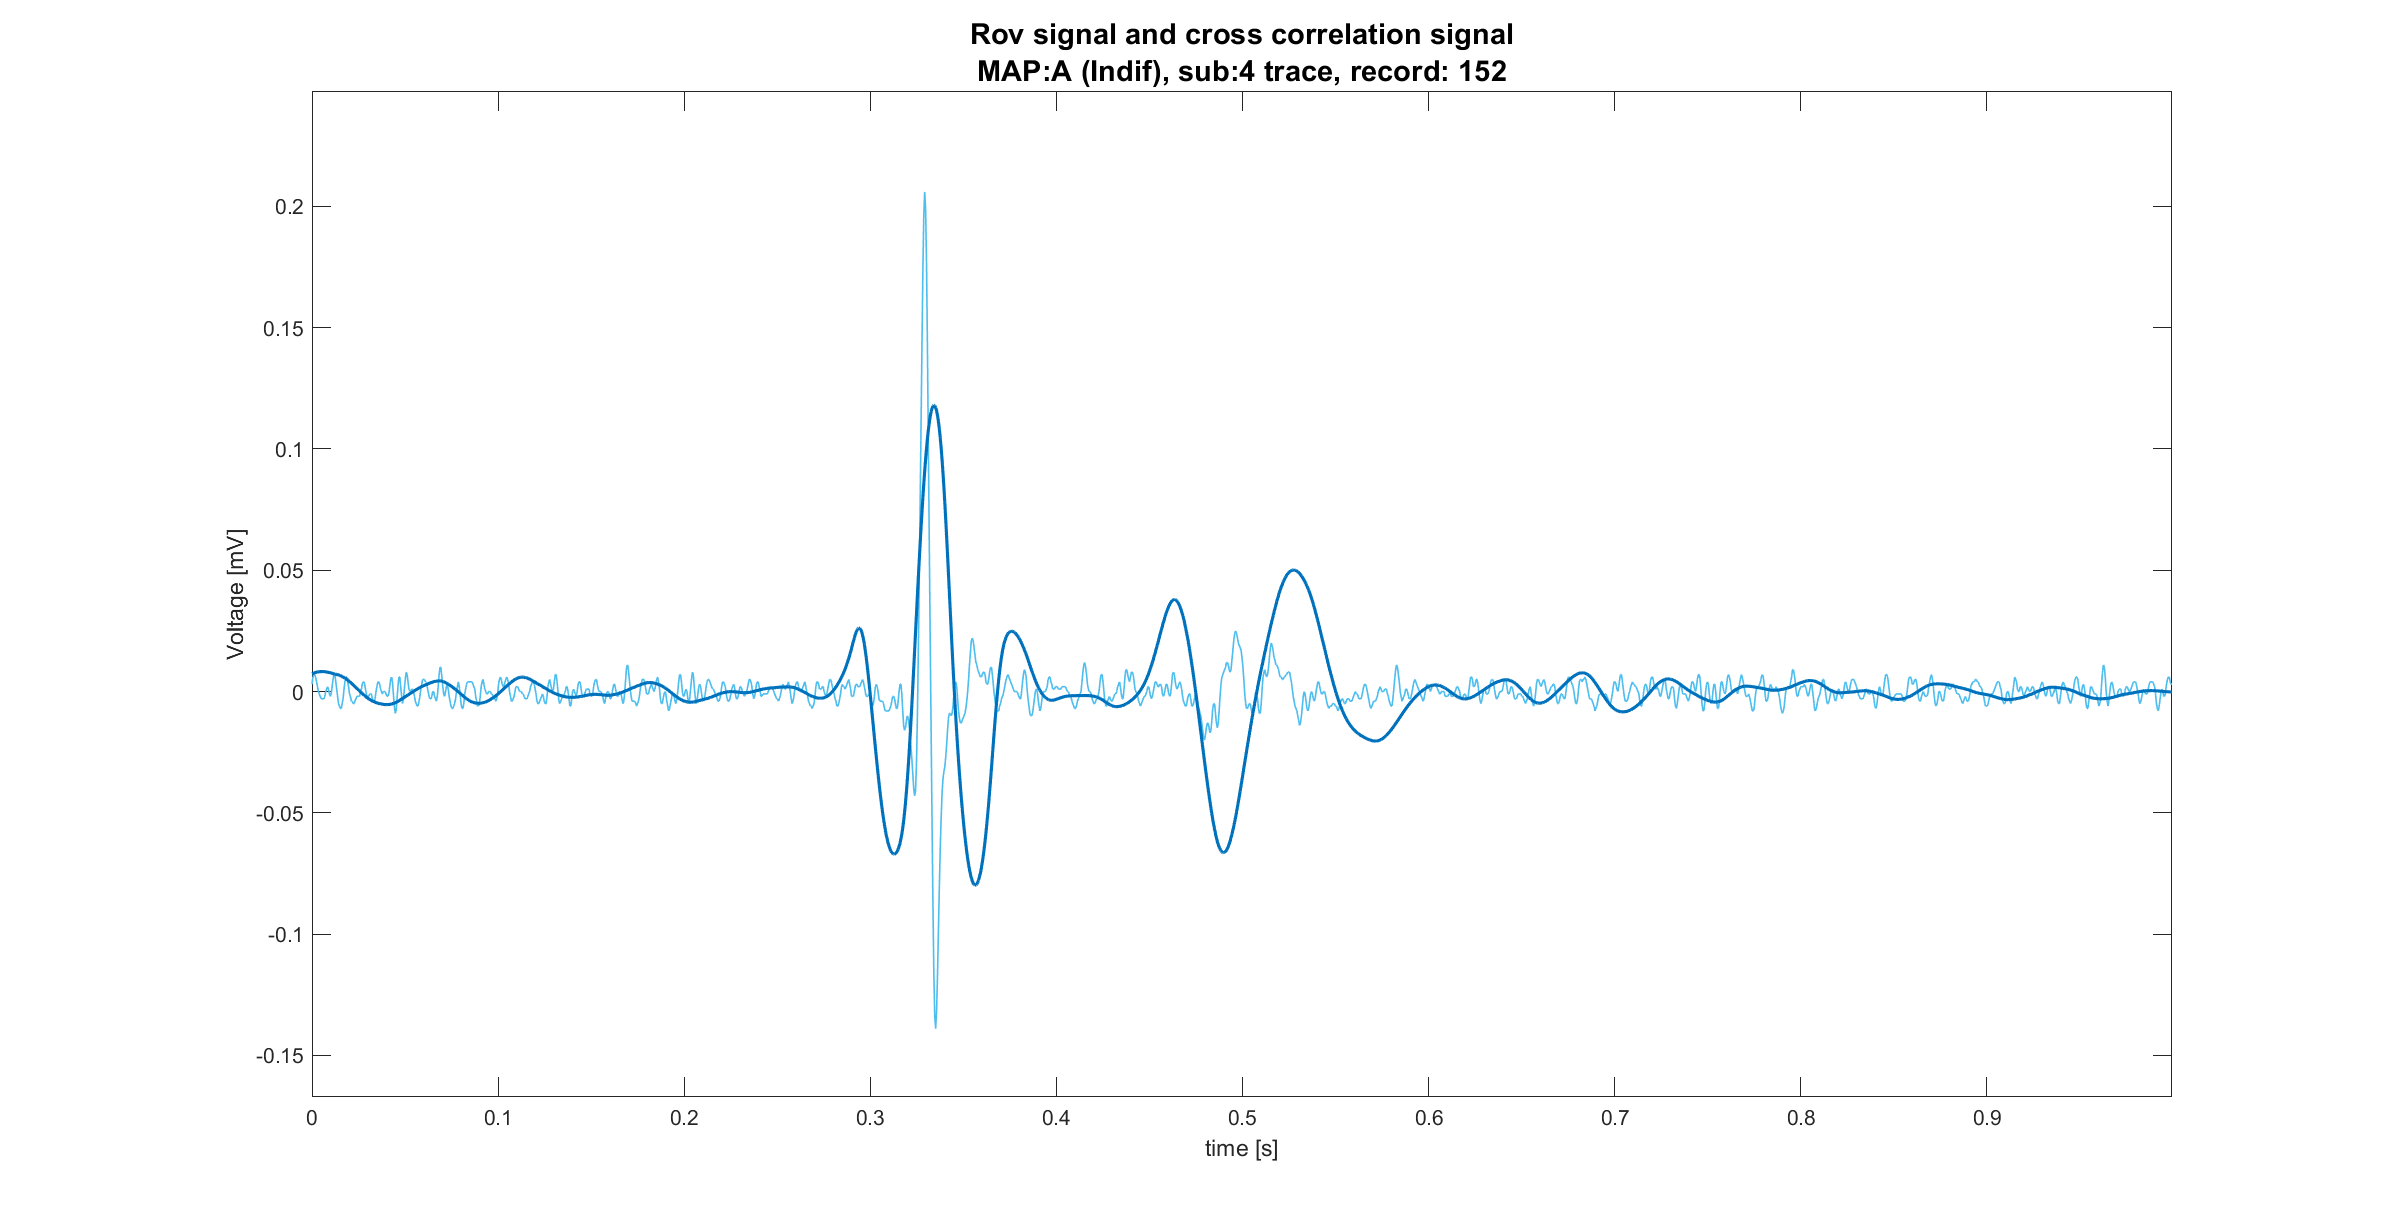 Rov signal and cross correlation signal
MAP:A (Indif), sub:4 trace, record: 152
Voltage [mV]
0.2
0.15
0.1
0.05
0
-0.05
-0.1
-0.15
0 0.1 0.2 0.3 0.4 0.5 0.6 0.7 0.8 0.9
time [s]